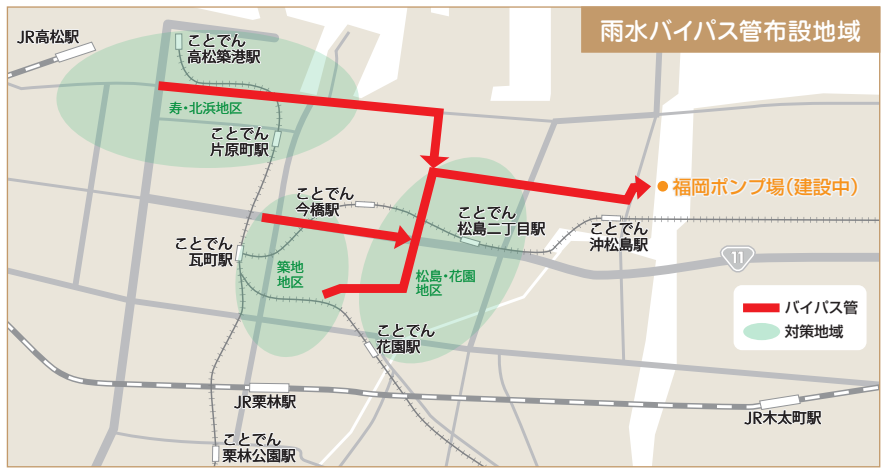 雨水バイパス管布設地域
JR高松駅
ことでん
高松築港駅
寿・北浜地区
ことでん
片原町駅
福岡ポンプ場(建設中)
ことでん
今橋駅
ことでん
松島二丁目駅
ことでん
沖松島駅
ことでん
瓦町駅
築地
地区
松島・花園
地区
11
バイパス管
対策地域
ことでん
花園駅
JR栗林駅
JR木太町駅
ことでん
栗林公園駅